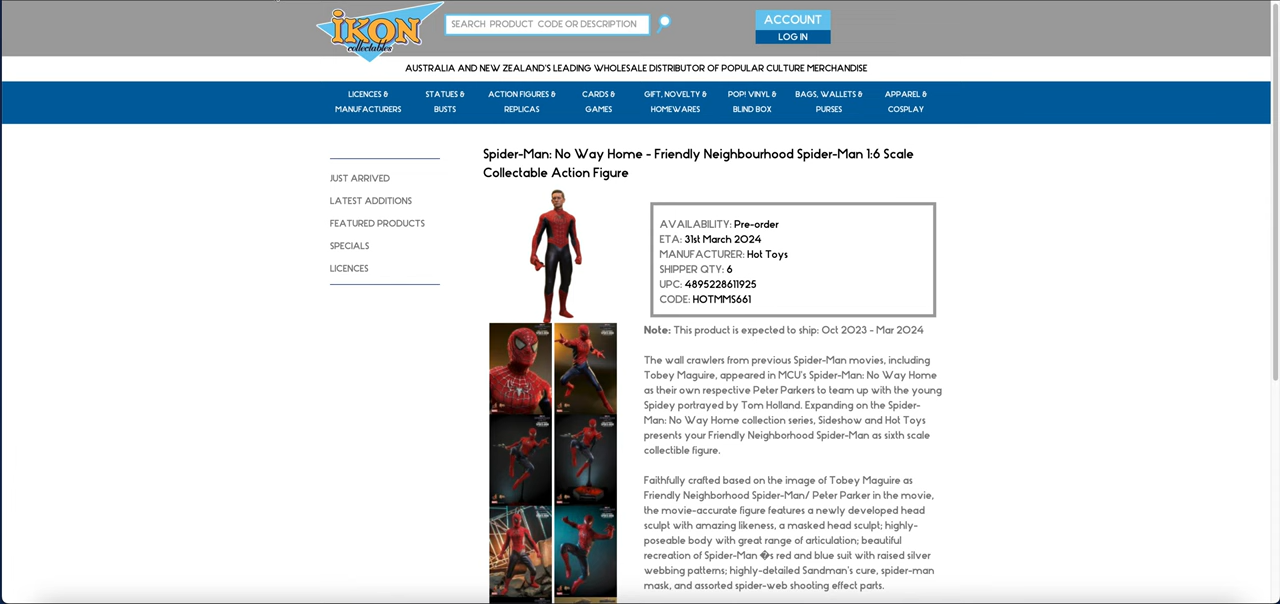 iKON
collectables
SEARCH PRODUCT CODE OR DESCRIPTION
ACCOUNT
LOG IN
AUSTRALIA AND NEW ZEALAND'S LEADING WHOLESALE DISTRIBUTOR OF POPULAR CULTURE MERCHANDISE
LICENCES &
MANUFACTURERS
STATUES &
BUSTS
ACTION FIGURES &
REPLICAS
CARDS &
GAMES
GIFT, NOVELTY &
HOMEWARES
POP! VINYL &
BLIND BOX
BAGS, WALLETS &
PURSES
APPAREL &
COSPLAY
JUST ARRIVED
LATEST ADDITIONS
FEATURED PRODUCTS
SPECIALS
LICENCES
Spider-Man: No Way Home - Friendly Neighbourhood Spider-Man 1:6 Scale
Collectable Action Figure
AVAILABILITY: Pre-order
ETA: 31st March 2024
MANUFACTURER: Hot Toys
SHIPPER QTY: 6
UPC: 4895228611925
CODE: HOTMMS661
Note: This product is expected to ship: Oct 2023 - Mar 2024
The wall crawlers from previous Spider-Man movies, including
Tobey Maguire, appeared in MCU's Spider-Man: No Way Home
as their own respective Peter Parkers to team up with the young
Spidey portrayed by Tom Holland. Expanding on the Spider-
Man: No Way Home collection series, Sideshow and Hot Toys
presents your Friendly Neighborhood Spider-Man as sixth scale
collectible figure.
Faithfully crafted based on the image of Tobey Maguire as
Friendly Neighborhood Spider-Man/ Peter Parker in the movie,
the movie-accurate figure features a newly developed head
sculpt with amazing likeness, a masked head sculpt; highly-
poseable body with great range of articulation; beautiful
recreation of Spider-Man �s red and blue suit with raised silver
webbing patterns; highly-detailed Sandman's cure, spider-man
mask, and assorted spider-web shooting effect parts.